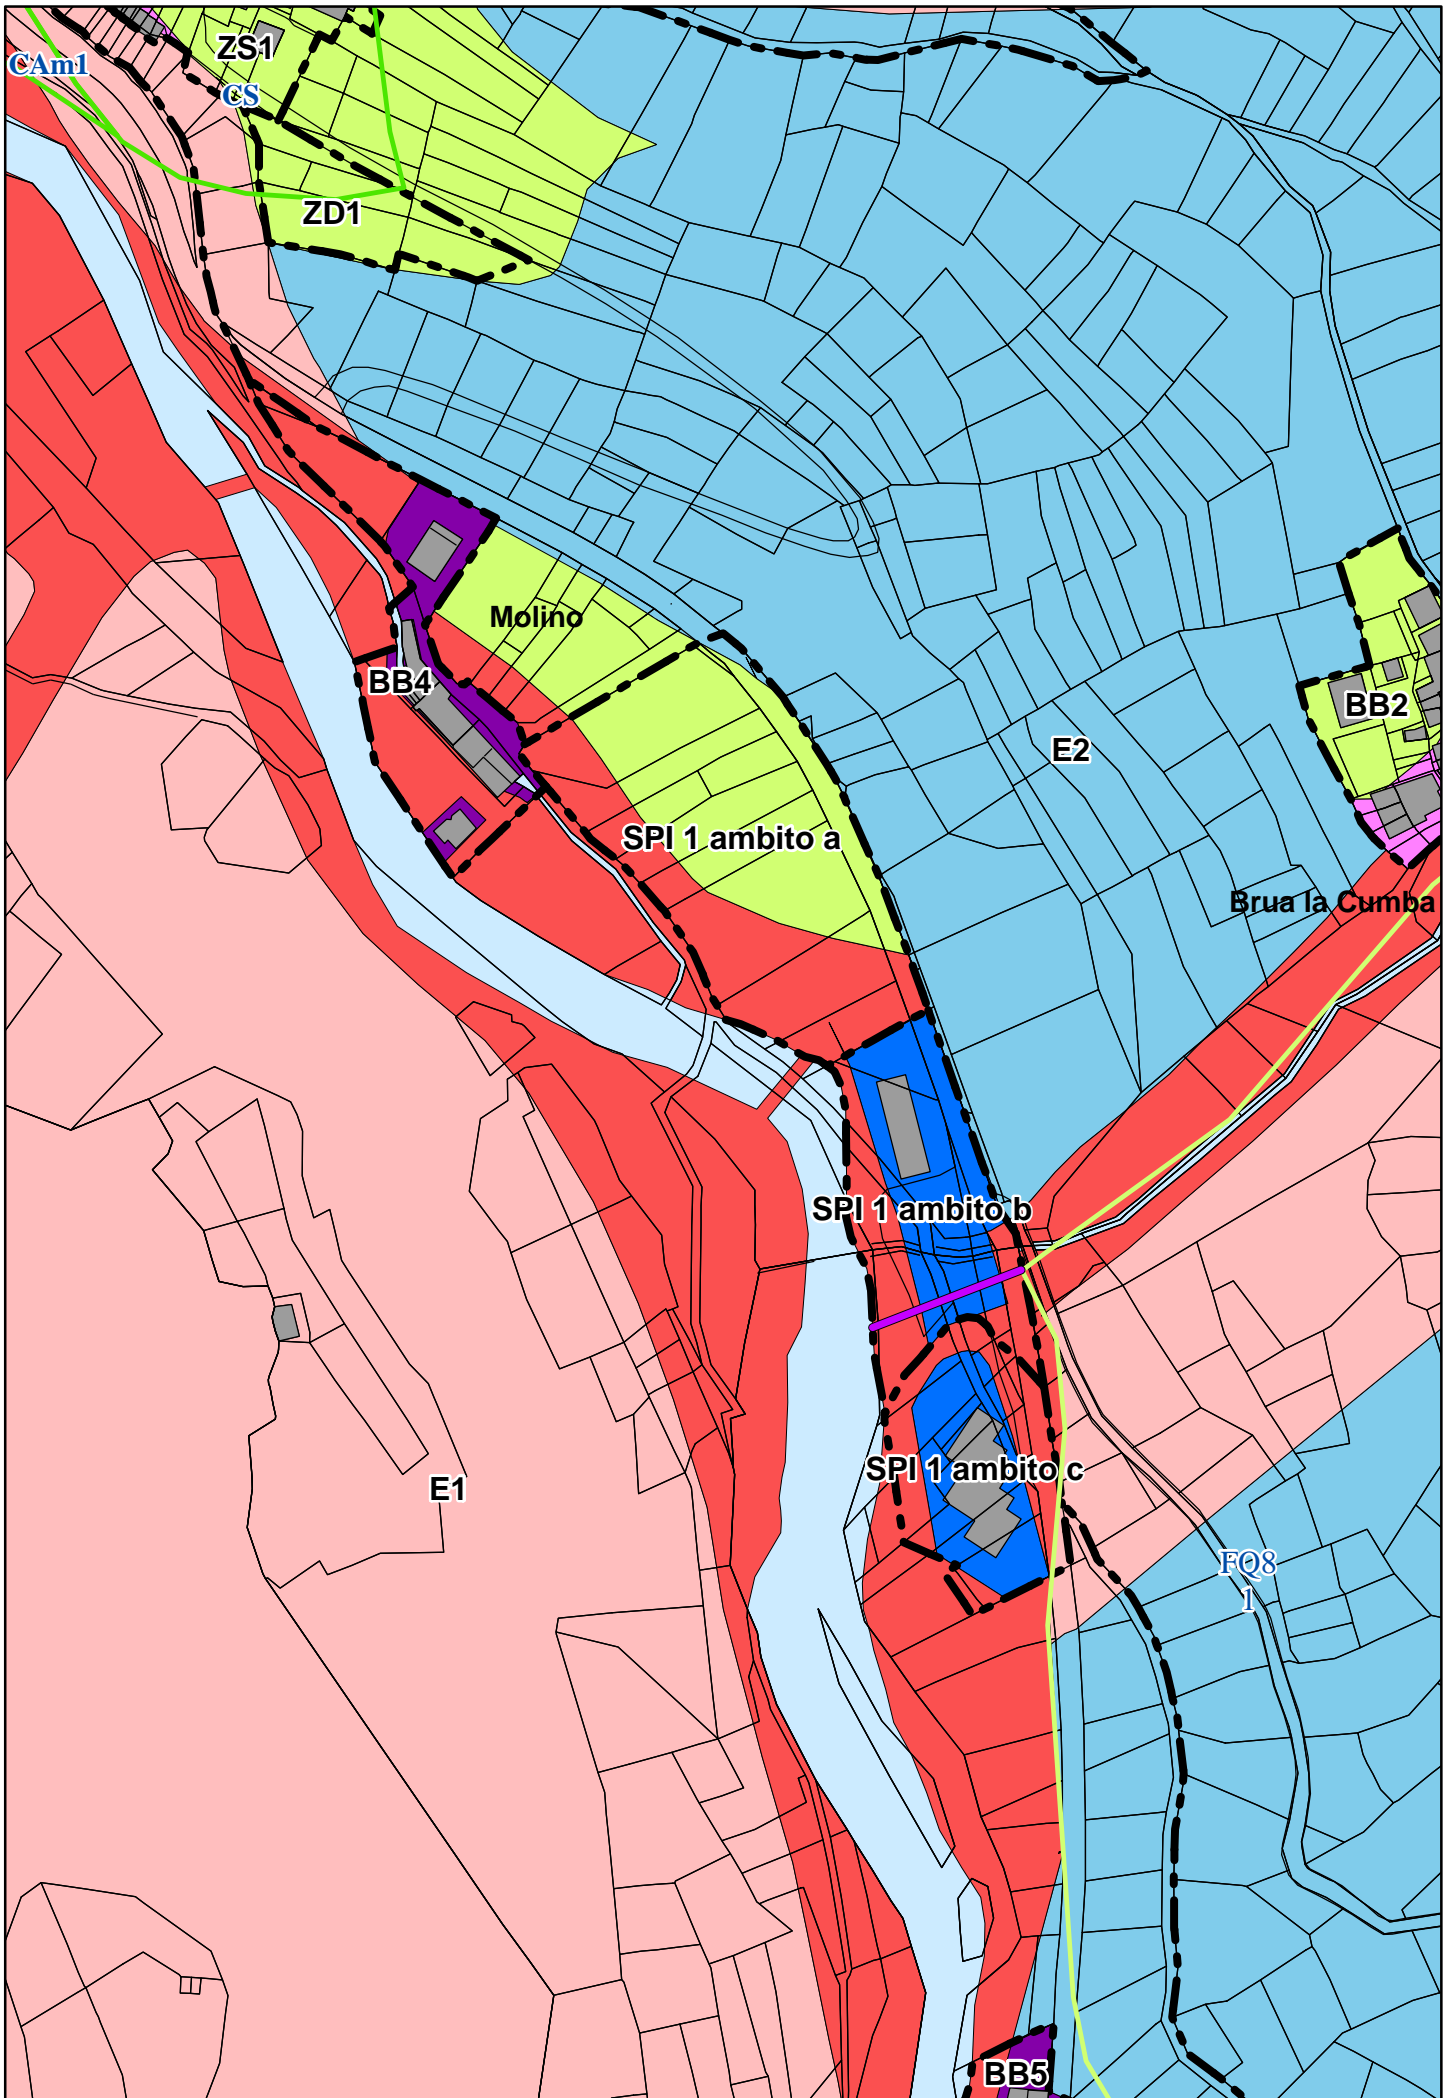 ZS1
CAm1
CS
ZD1
Molino
BB4
BB2
E2
SPI 1 ambito a
Brua la Cumba
SPI 1 ambito b
SPI 1 ambito c
E1
FQ8
1
BB5